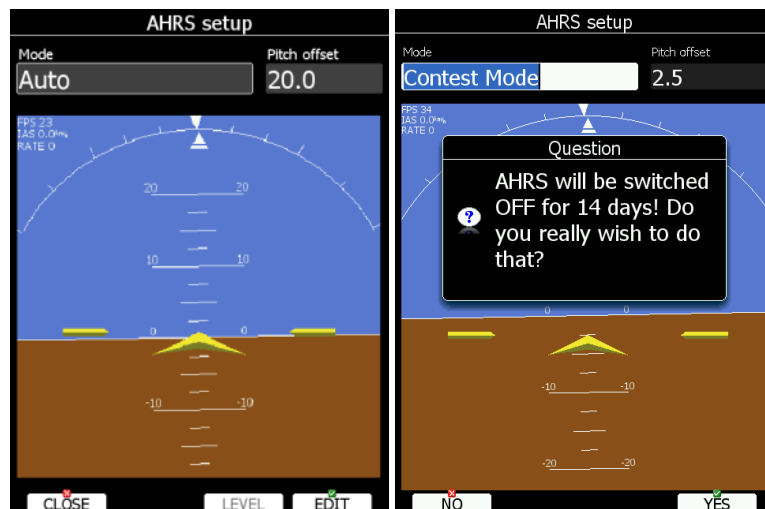 AHRS setup
Mode
Pitch offset
Auto
20.0
FPS 23
IAS 0.0km/h
RATE 0
20 20
10 10
0 0
-10 -10
CLOSE
LEVEL
EDIT
AHRS setup
Mode
Pitch offset
Contest Mode
2.5
FPS 34
IAS 0.0km/h
RATE 0
Question
AHRS will be switched
OFF for 14 days! Do
you really wish to do
that?
0 0
-10 -10
-20 -20
NO
YES